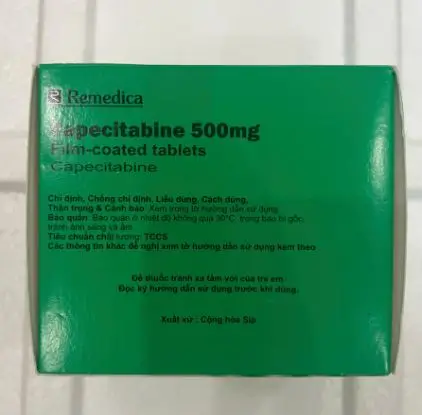 Remedica
Capecitabine 500mg
Film-coated tablets
Capecitabine
Chỉ định, Chống chỉ định, Liều dùng, Cách dùng,
Thận trọng & Cảnh báo: Xem trong tờ hướng dẫn sử dụng
Bảo quản: Bảo quản ở nhiệt độ không quá 30°C, trong bao bì gốc,
tránh ánh sáng và ẩm
Tiêu chuẩn chất lượng: TCCS
Các thông tin khác đề nghị xem tờ hướng dẫn sử dụng kèm theo
Để thuốc tránh xa tầm với của trẻ em
Đọc kỹ hướng dẫn sử dụng trước khi dùng.
Xuất xứ : Cộng hòa Síp